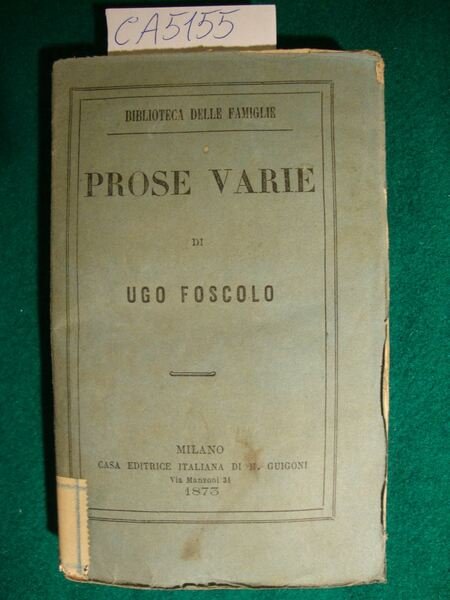 CA5155
BIBLIOTECA DELLE FAMIGLIE
PROSE VARIE
DI
UGO FOSCOLO
MILANO
CASA EDITRICE ITALIANA DI M. GUIGONI
Via Manzoni 31
1873